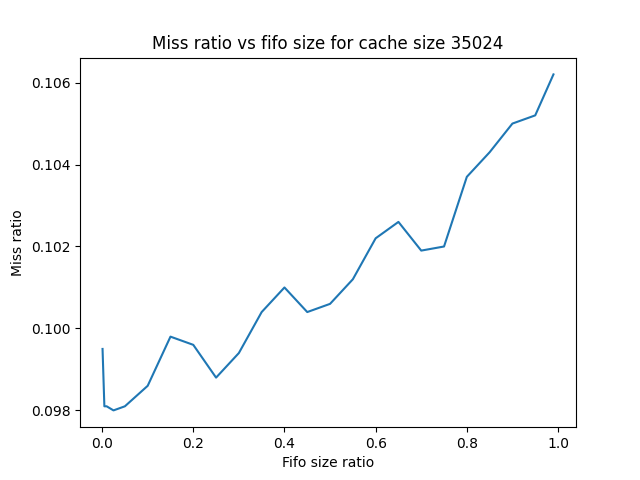 Miss ratio vs fifo size for cache size 35024
0.106
0.104
0.102
0.100
0.098
Miss ratio
0.0 0.2 0.4 0.6 0.8 1.0
Fifo size ratio